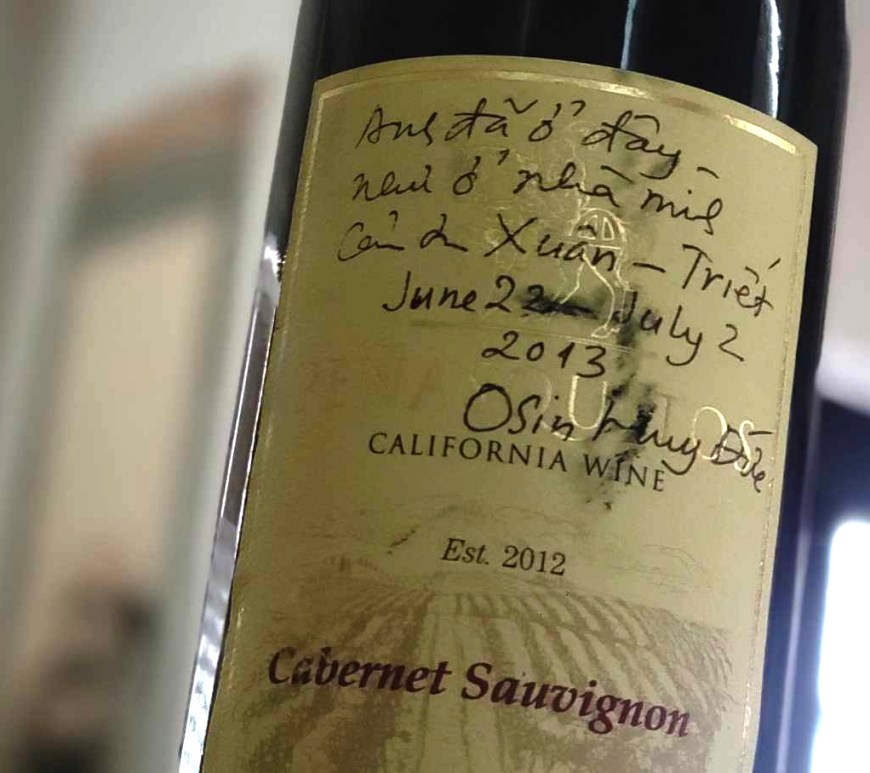 Anh đã ở đây -
như ở nhà mình
Cảm ơn Xuân - Triết
June 22 - July 2
2013
Osin Huy Đức
CALIFORNIA WINE
Est. 2012
Cabernet Sauvignon